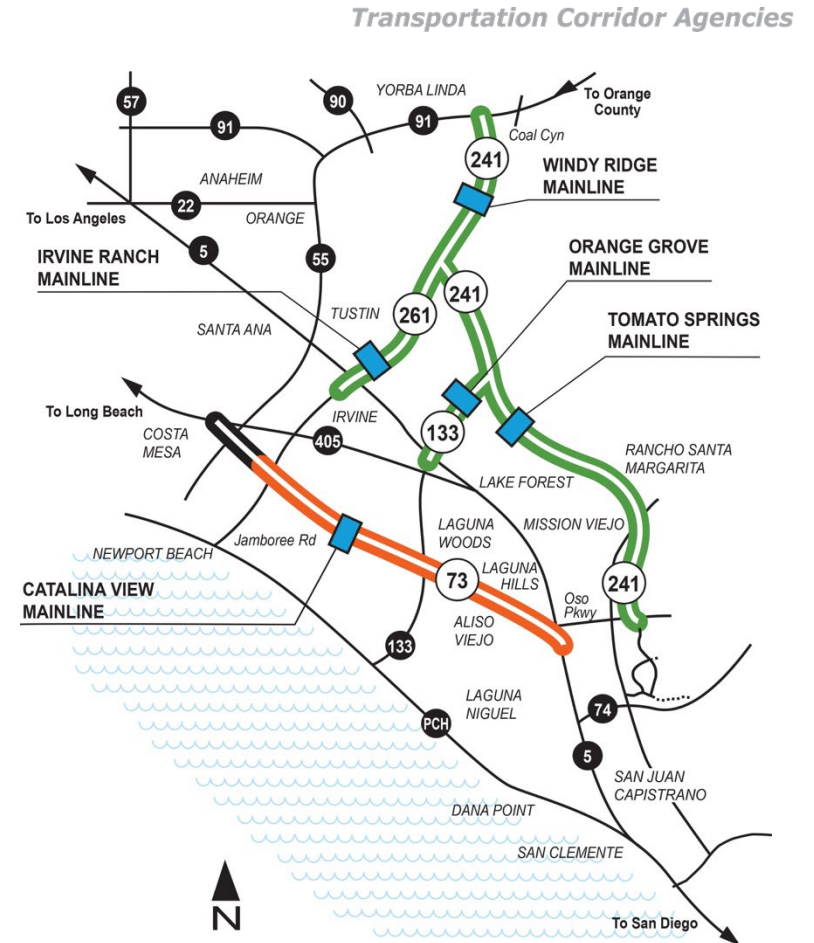 Transportation Corridor Agencies
57
90
YORBA LINDA
To Orange
County
91
91
Coal Cyn
241
WINDY RIDGE
MAINLINE
ANAHEIM
22
To Los Angeles
ORANGE
5
55
IRVINE RANCH
MAINLINE
ORANGE GROVE
MAINLINE
241
261
TUSTIN
SANTA ANA
TOMATO SPRINGS
MAINLINE
To Long Beach
IRVINE
COSTA
MESA
405
133
RANCHO SANTA
MARGARITA
LAKE FOREST
LAGUNA
WOODS
MISSION VIEJO
Jamboree Rd
NEWPORT BEACH
LAGUNA
HILLS
73
241
CATALINA VIEW
MAINLINE
Oso
Pkwy
ALISO
VIEJO
133
LAGUNA
NIGUEL
74
PCH
5
SAN JUAN
CAPISTRANO
DANA POINT
SAN CLEMENTE
N
To San Diego